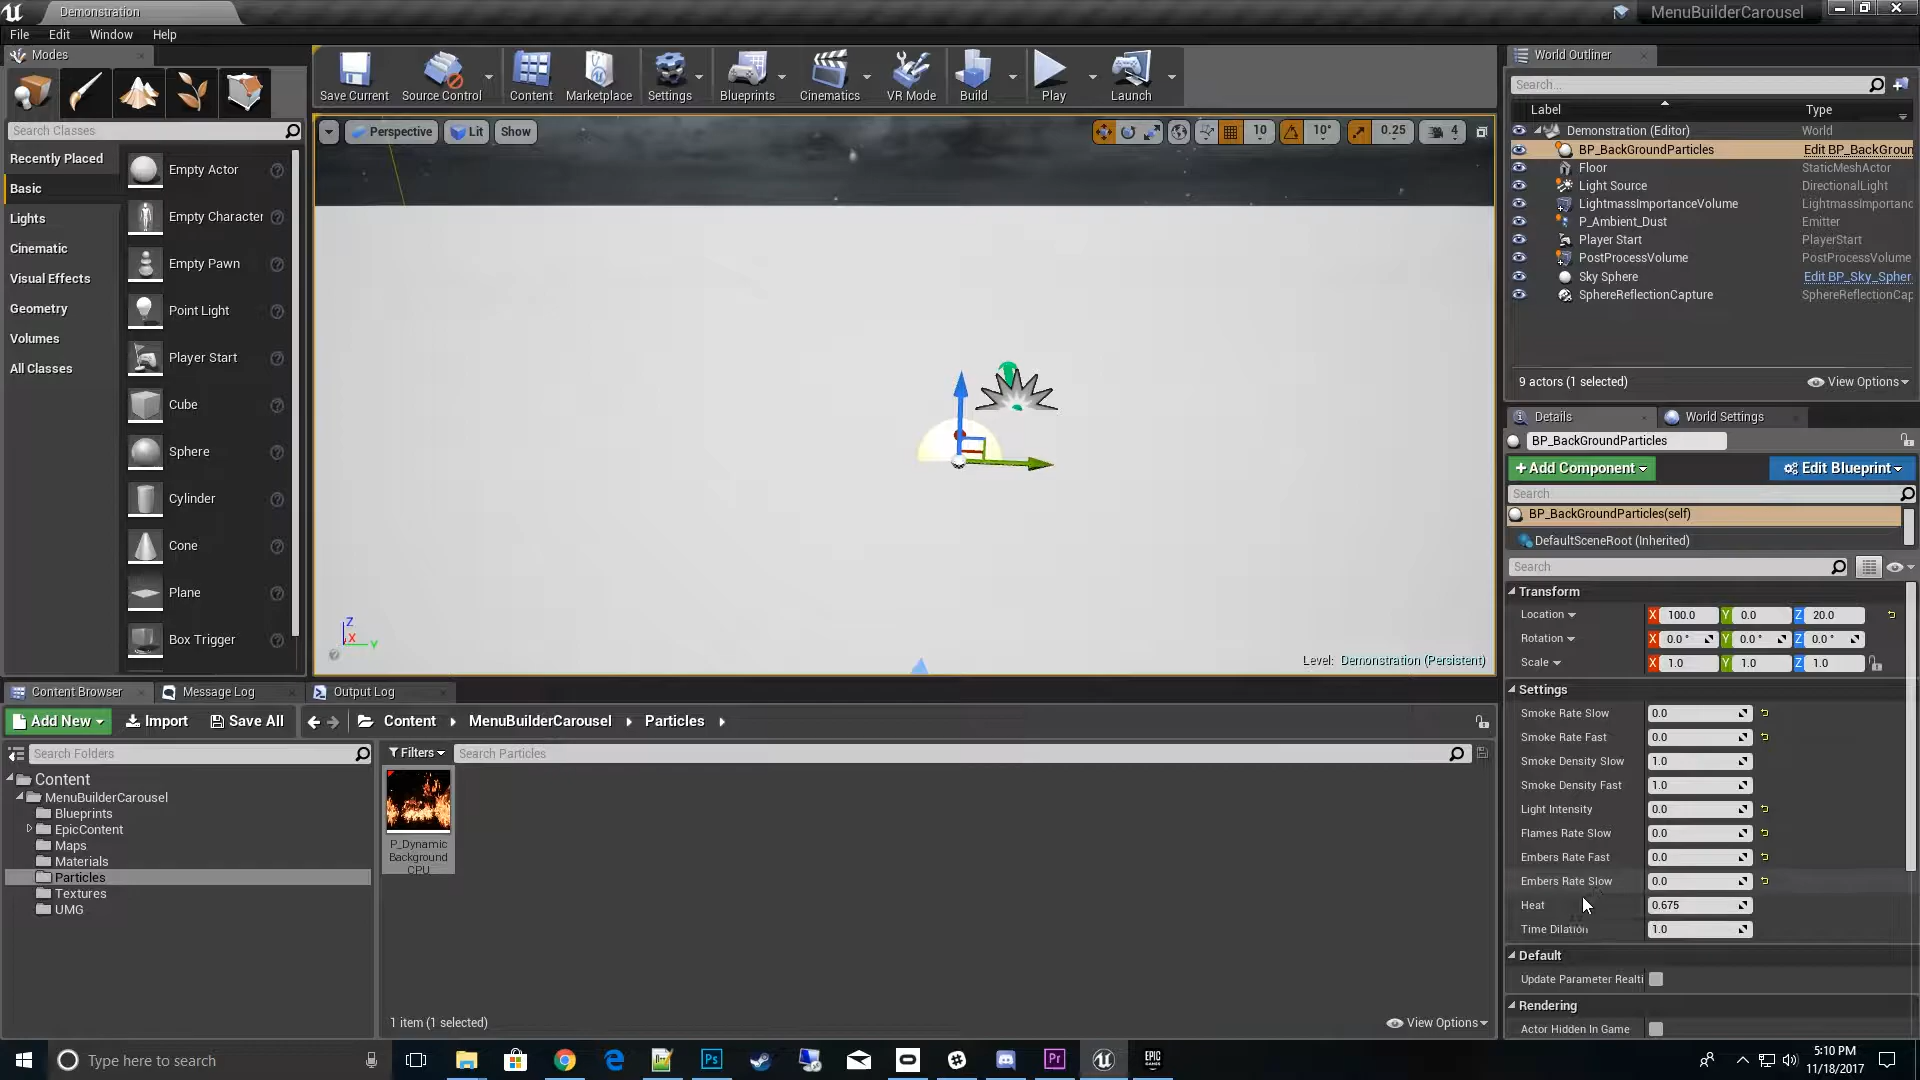 Demonstration
MenuBuilderCarousel
File Edit Window Help
Modes
Search Classes
Recently Placed
Basic
Lights
Cinematic
Visual Effects
Geometry
Volumes
All Classes
Empty Actor
Empty Character
Empty Pawn
Point Light
Player Start
Cube
Sphere
Cylinder
Cone
Plane
Box Trigger
Save Current Source Control Content Marketplace Settings Blueprints Cinematics VR Mode Build Play Launch
Perspective Lit Show
10 10° 0.25 4
Z
X
Y
Level: Demonstration (Persistent)
World Outliner
Search...
Label Type
Demonstration (Editor) World
BP_BackGroundParticles Edit BP_BackGroun
Floor StaticMeshActor
Light Source DirectionalLight
LightmassImportanceVolume LightmassImportanc
P_Ambient_Dust Emitter
Player Start PlayerStart
PostProcessVolume PostProcessVolume
Sky Sphere Edit BP_Sky_Spher
SphereReflectionCapture SphereReflectionCap
9 actors (1 selected) View Options
Details World Settings
BP_BackGroundParticles
+Add Component Edit Blueprint
Search
BP_BackGroundParticles(self)
DefaultSceneRoot (Inherited)
Search
Transform
Location X 100.0 Y 0.0 Z 20.0
Rotation X 0.0 ° Y 0.0 ° Z 0.0 °
Scale X 1.0 Y 1.0 Z 1.0
Settings
Smoke Rate Slow 0.0
Smoke Rate Fast 0.0
Smoke Density Slow 1.0
Smoke Density Fast 1.0
Light Intensity 0.0
Flames Rate Slow 0.0
Embers Rate Fast 0.0
Embers Rate Slow 0.0
Heat 0.675
Time Dilation 1.0
Default
Update Parameter Realti
Rendering
Actor Hidden In Game
Content Browser Message Log Output Log
Add New Import Save All Content MenuBuilderCarousel Particles
Search Folders
Filters Search Particles
Content
MenuBuilderCarousel
Blueprints
EpicContent
Maps
Materials
Particles
Textures
UMG
P_Dynamic
Background
CPU
1 item (1 selected) View Options
Type here to search
Ps
Pr
EPIC
GAMES
5:10 PM
11/18/2017